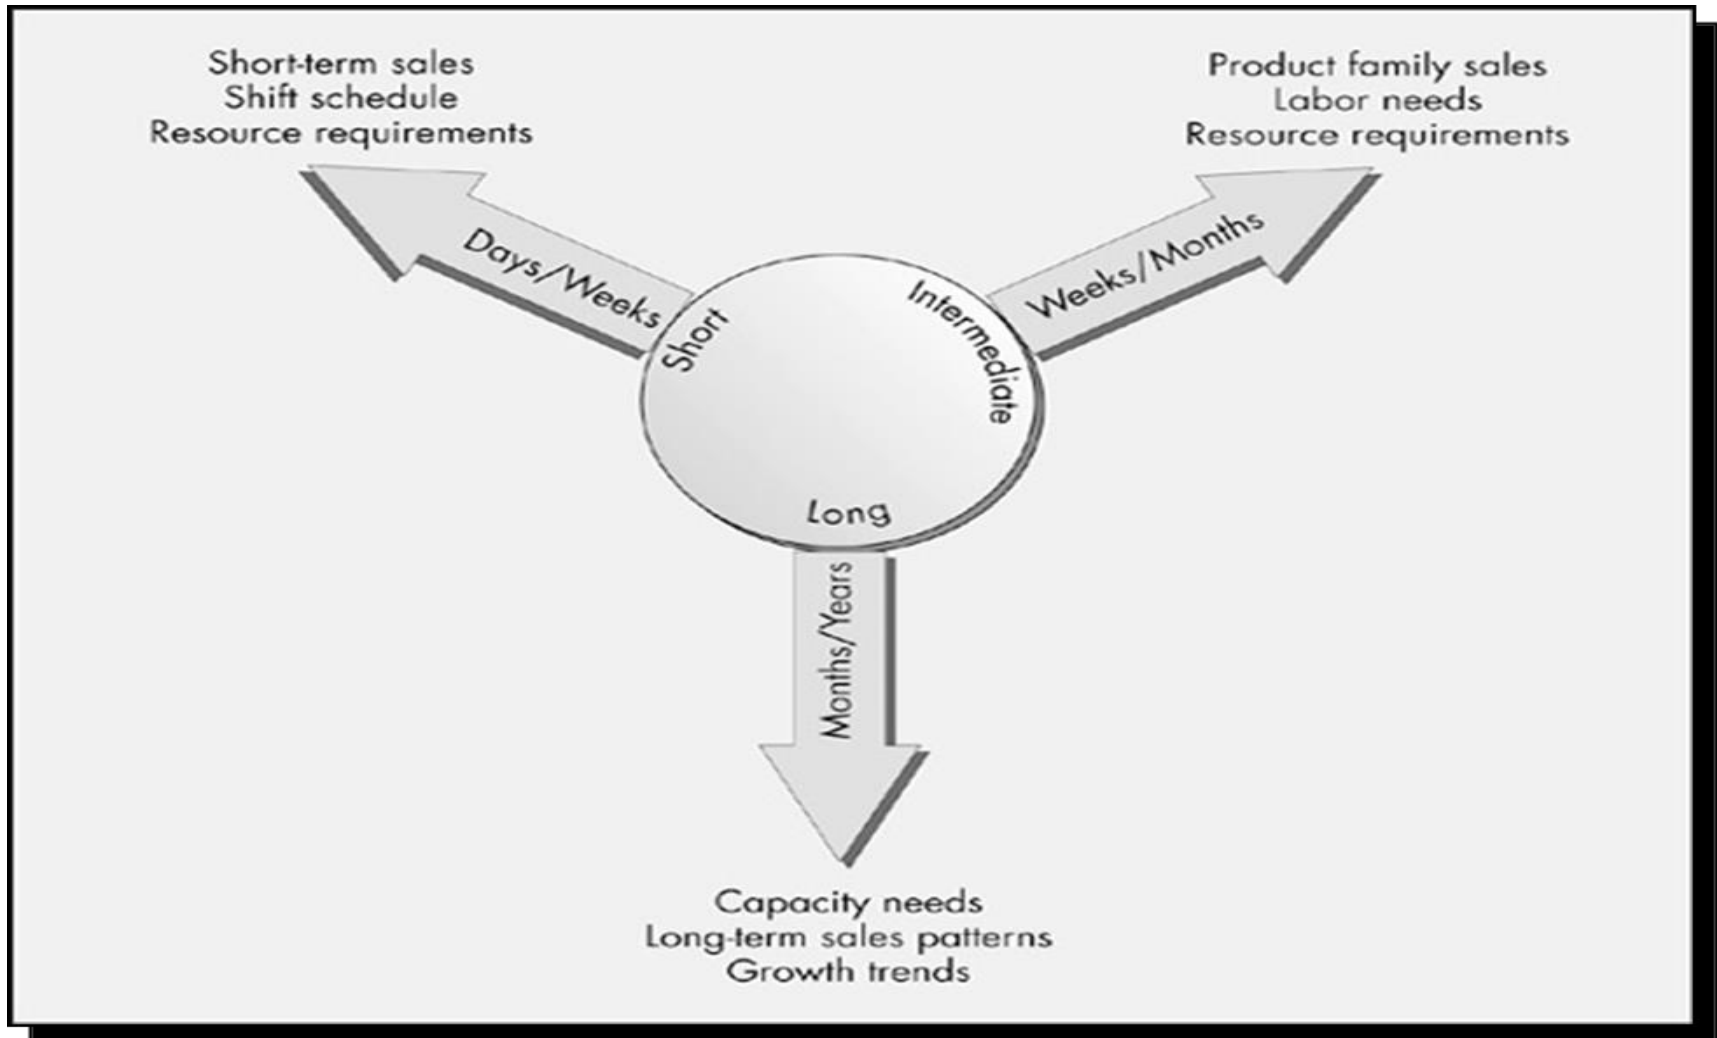 Short-term sales
Shift schedule
Resource requirements
Product family sales
Labor needs
Resource requirements
Days/Weeks
Weeks/Months
Short
Intermediate
Long
Months/Years
Capacity needs
Long-term sales patterns
Growth trends